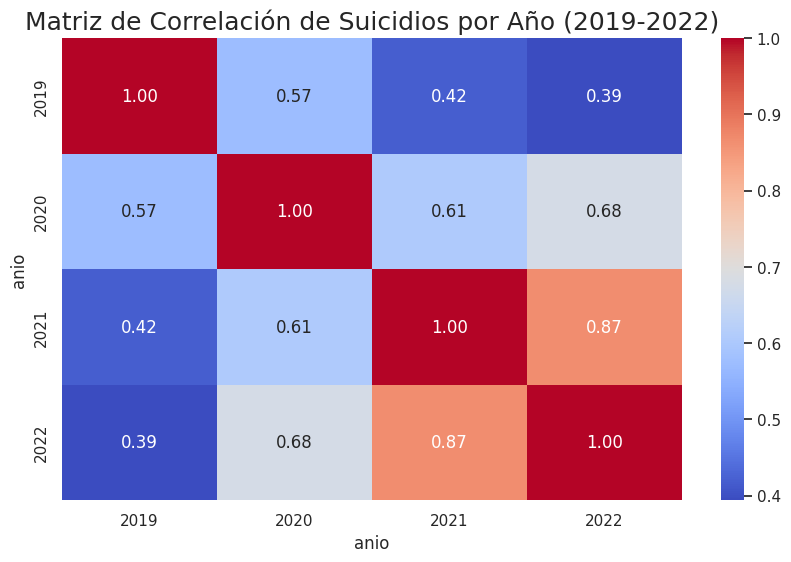 Matriz de Correlación de Suicidios por Año (2019-2022)
anio
2019
1.00 0.57 0.42 0.39
2020
0.57 1.00 0.61 0.68
2021
0.42 0.61 1.00 0.87
2022
0.39 0.68 0.87 1.00
2019 2020 2021 2022
anio
1.0
0.9
0.8
0.7
0.6
0.5
0.4